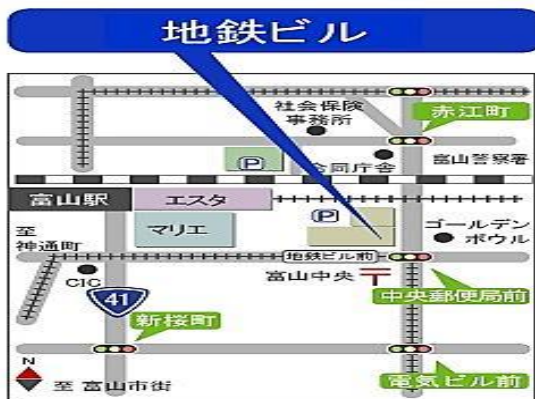 地鉄ビル
社会保険
事務所
赤江町
P
合同庁舎
富山警察署
富山駅
エスタ
P
至
神通町
マリエ
ゴールデン
ボウル
地鉄ビル前
CIC
富山中央
41
中央郵便局前
新桜町
N
至 富山市街
電気ビル前